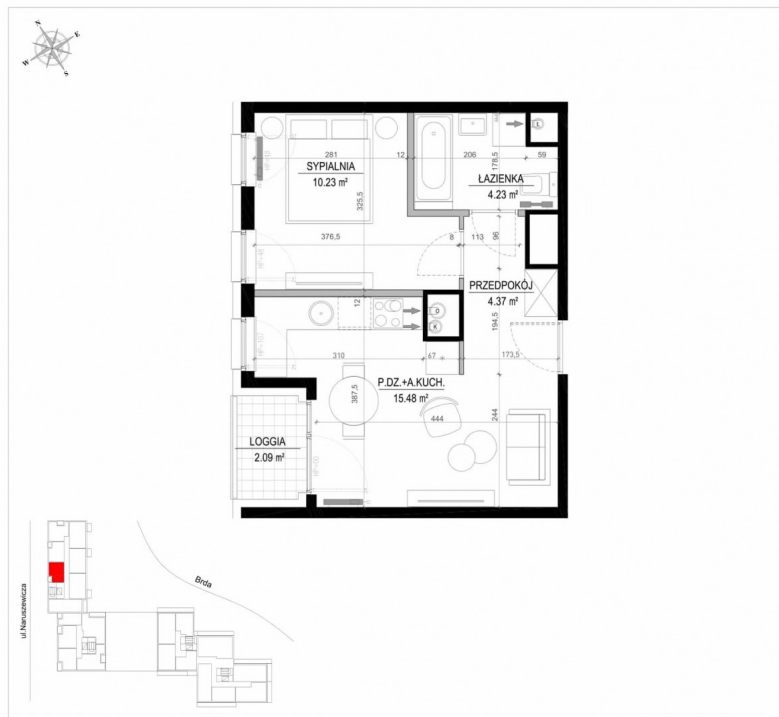 N
E
W
S
281
12
206
59
SYPIALNIA
10.23 m²
178,5
ŁAZIENKA
4.23 m²
325,5
376,5
8
113
96
PRZEDPOKÓJ
4.37 m²
12
194,5
310
67
173,5
P.DZ.+A.KUCH.
15.48 m²
387,5
444
244
LOGGIA
2.09 m²
L
D
K
Brda
ul.Naruszewicza